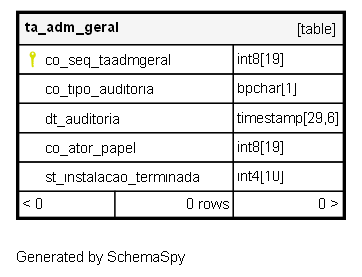 ta_adm_geral [table]
co_seq_taadmgeral int8[19]
co_tipo_auditoria bpchar[1]
dt_auditoria timestamp[29,6]
co_ator_papel int8[19]
st_instalacao_terminada int4[10]
< 0 0 rows 0 >
Generated by SchemaSpy